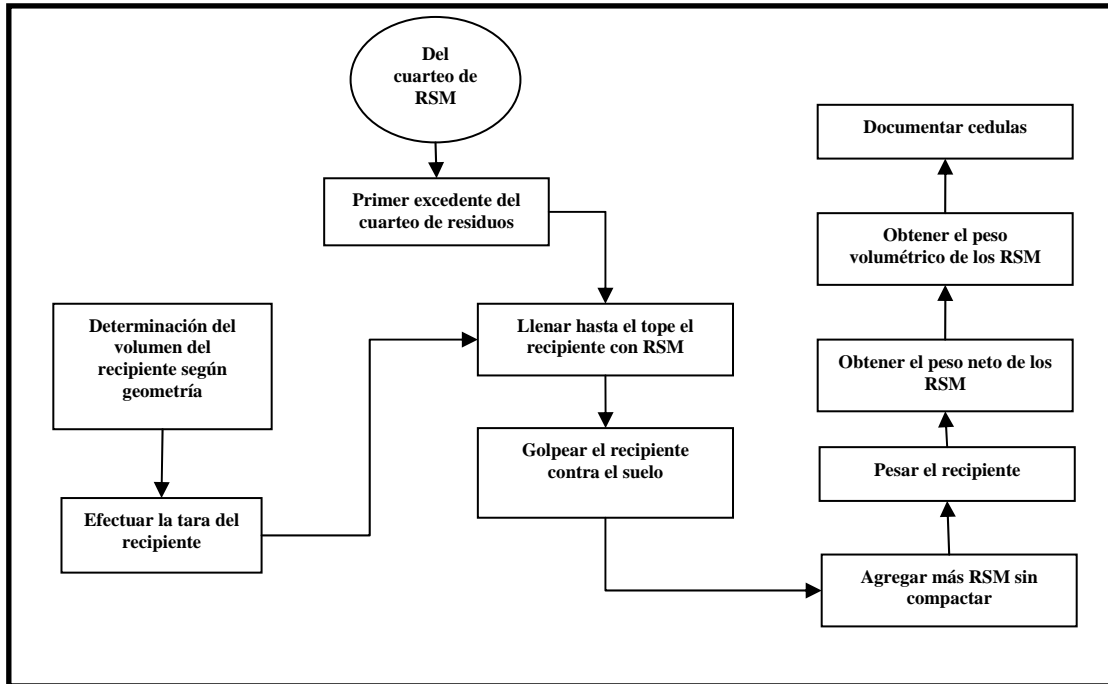 Del
cuarteo de
RSM
Primer excedente del
cuarteo de residuos
Determinación del
volumen del
recipiente según
geometría
Efectuar la tara del
recipiente
Llenar hasta el tope el
recipiente con RSM
Golpear el recipiente
contra el suelo
Agregar más RSM sin
compactar
Pesar el recipiente
Obtener el peso neto de los
RSM
Obtener el peso
volumétrico de los RSM
Documentar cedulas